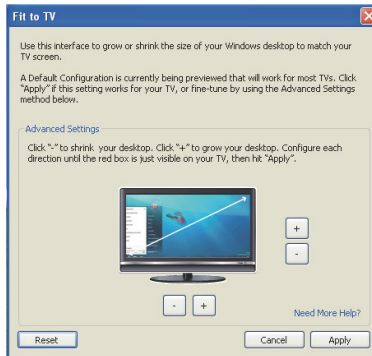 Fit to TV
Use this interface to grow or shrink the size of your Windows desktop to match your
TV screen.
A Default Configuration is currently being previewed that will work for most TVs. Click
"Apply" if this setting works for your TV, or fine-tune by using the Advanced Settings
method below.
Advanced Settings
Click "-" to shrink your desktop. Click "+" to grow your desktop. Configure each
direction until the red box is just visible on your TV, then hit "Apply".
+
-
- +
Need More Help?
Reset Cancel Apply